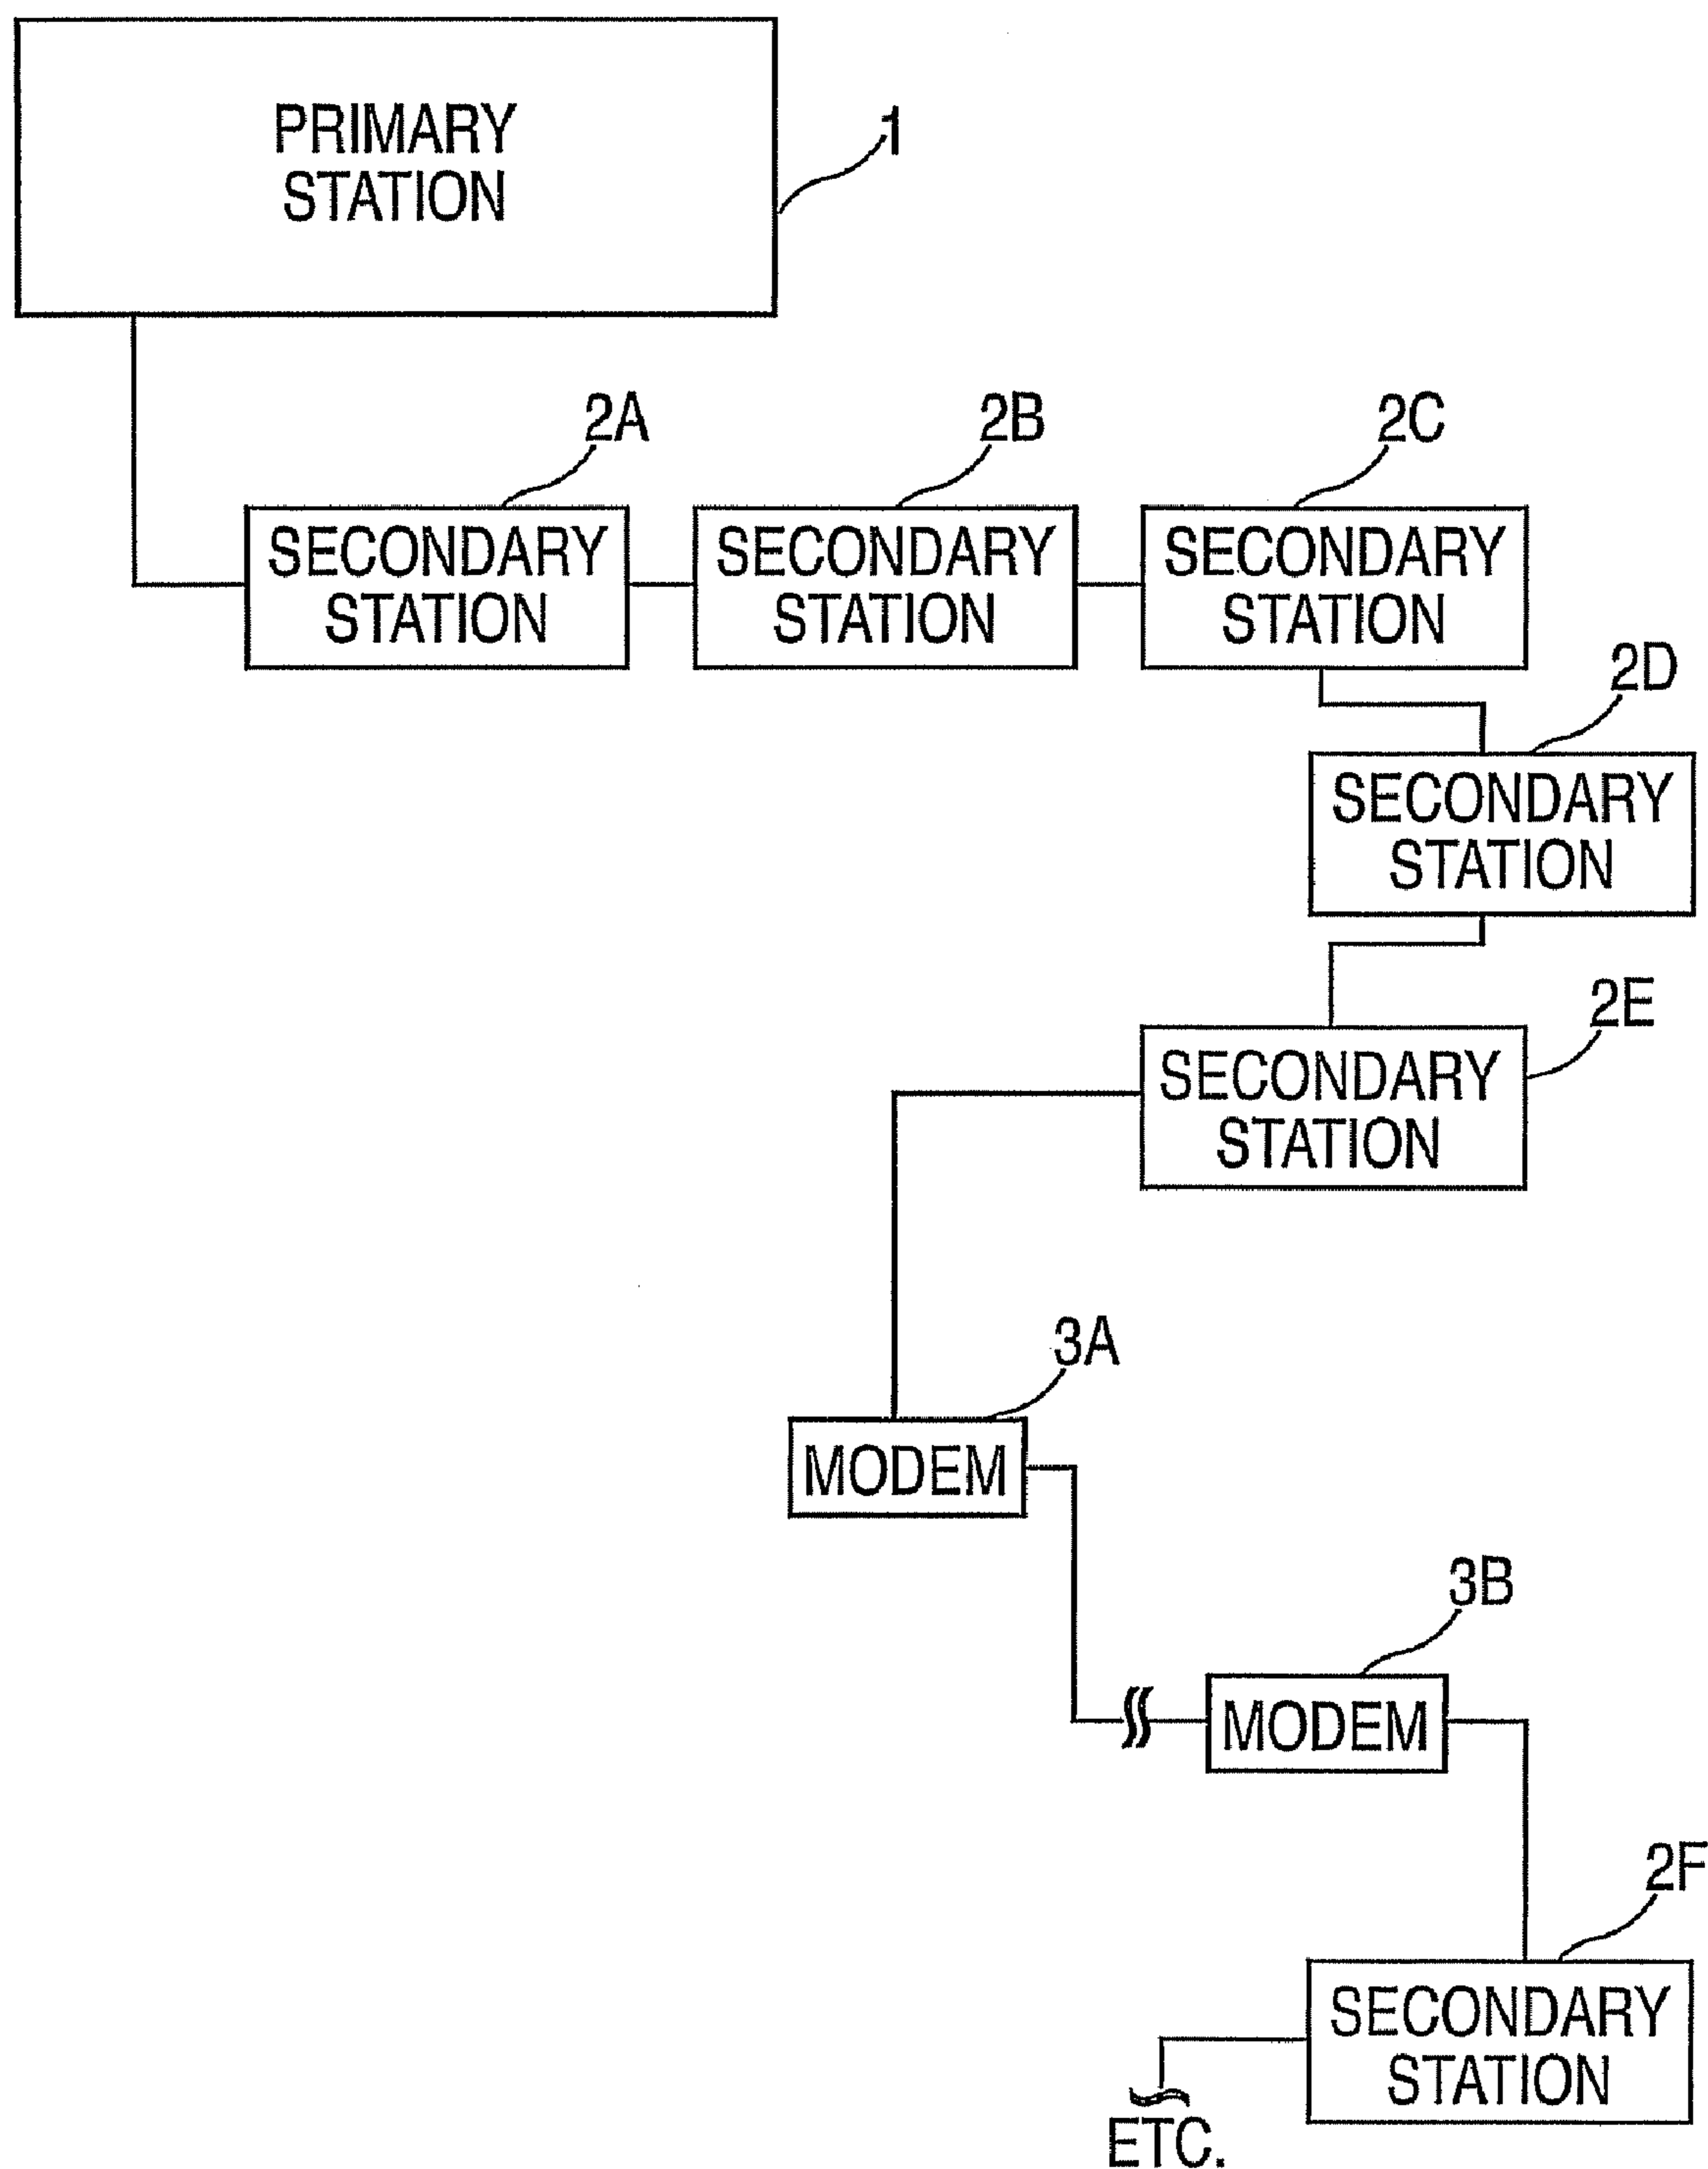 PRIMARY
STATION
1
2A
2B
2C
SECONDARY
STATION
SECONDARY
STATION
SECONDARY
STATION
2D
SECONDARY
STATION
2E
SECONDARY
STATION
3A
MODEM
3B
MODEM
2F
SECONDARY
STATION
ETC.